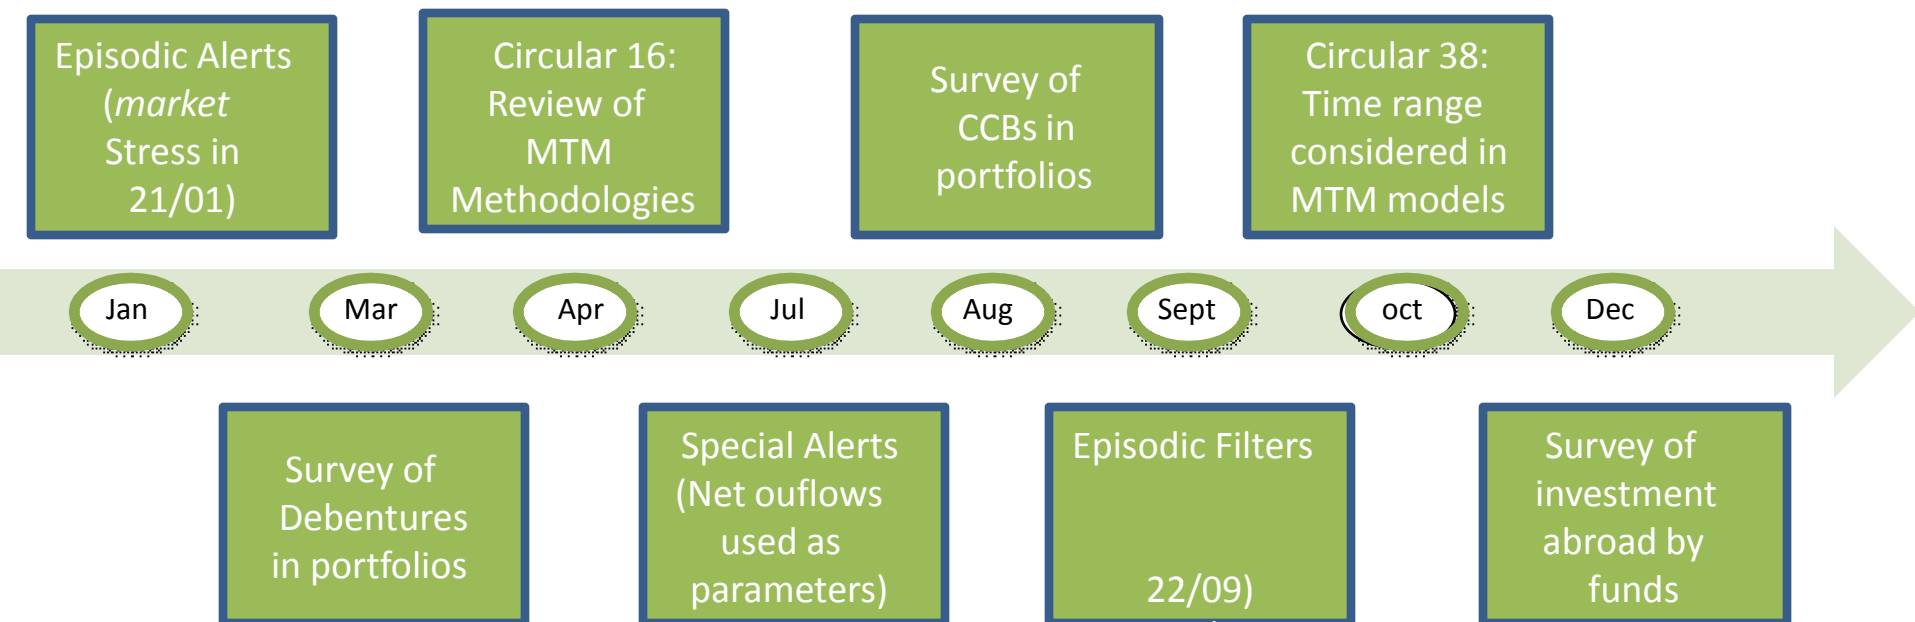 Episodic Alerts
(market
Stress in
21/01)
Circular 16:
Review of
MTM
Methodologies
Survey of
CCBs in
portfolios
Circular 38:
Time range
considered in
MTM models
Jan
Mar
Apr
Jul
Aug
Sept
oct
Dec
Survey of
Debentures
in portfolios
Special Alerts
(Net ouflows
used as
parameters)
Episodic Filters
22/09)
Survey of
investment
abroad by
funds